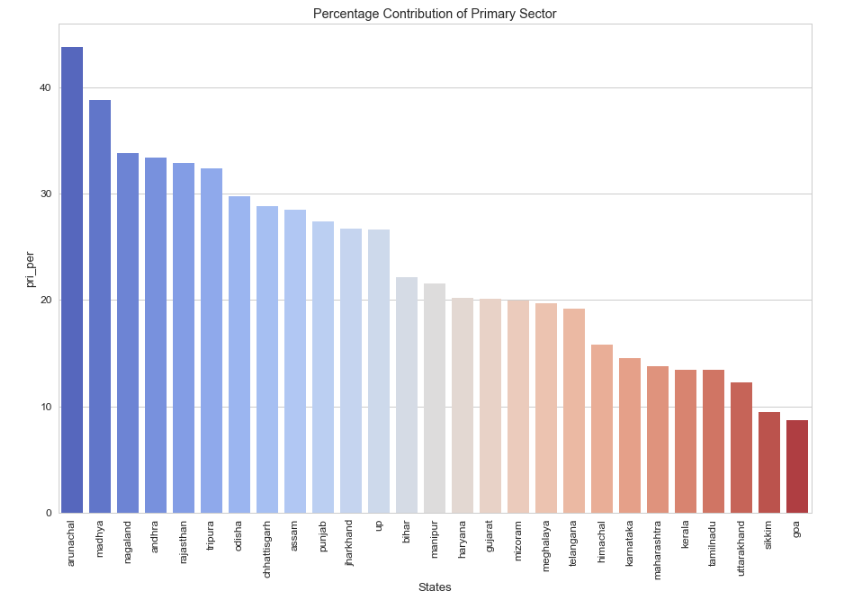 Percentage Contribution of Primary Sector
pri_per
40
30
20
10
0
arunachal
madhya
nagaland
andhra
rajasthan
tripura
odisha
chhattisgarh
assam
punjab
jharkhand
up
bihar
manipur
haryana
gujarat
mizoram
meghalaya
telangana
himachal
karnataka
maharashtra
kerala
tamilnadu
uttarakhand
sikkim
goa
States